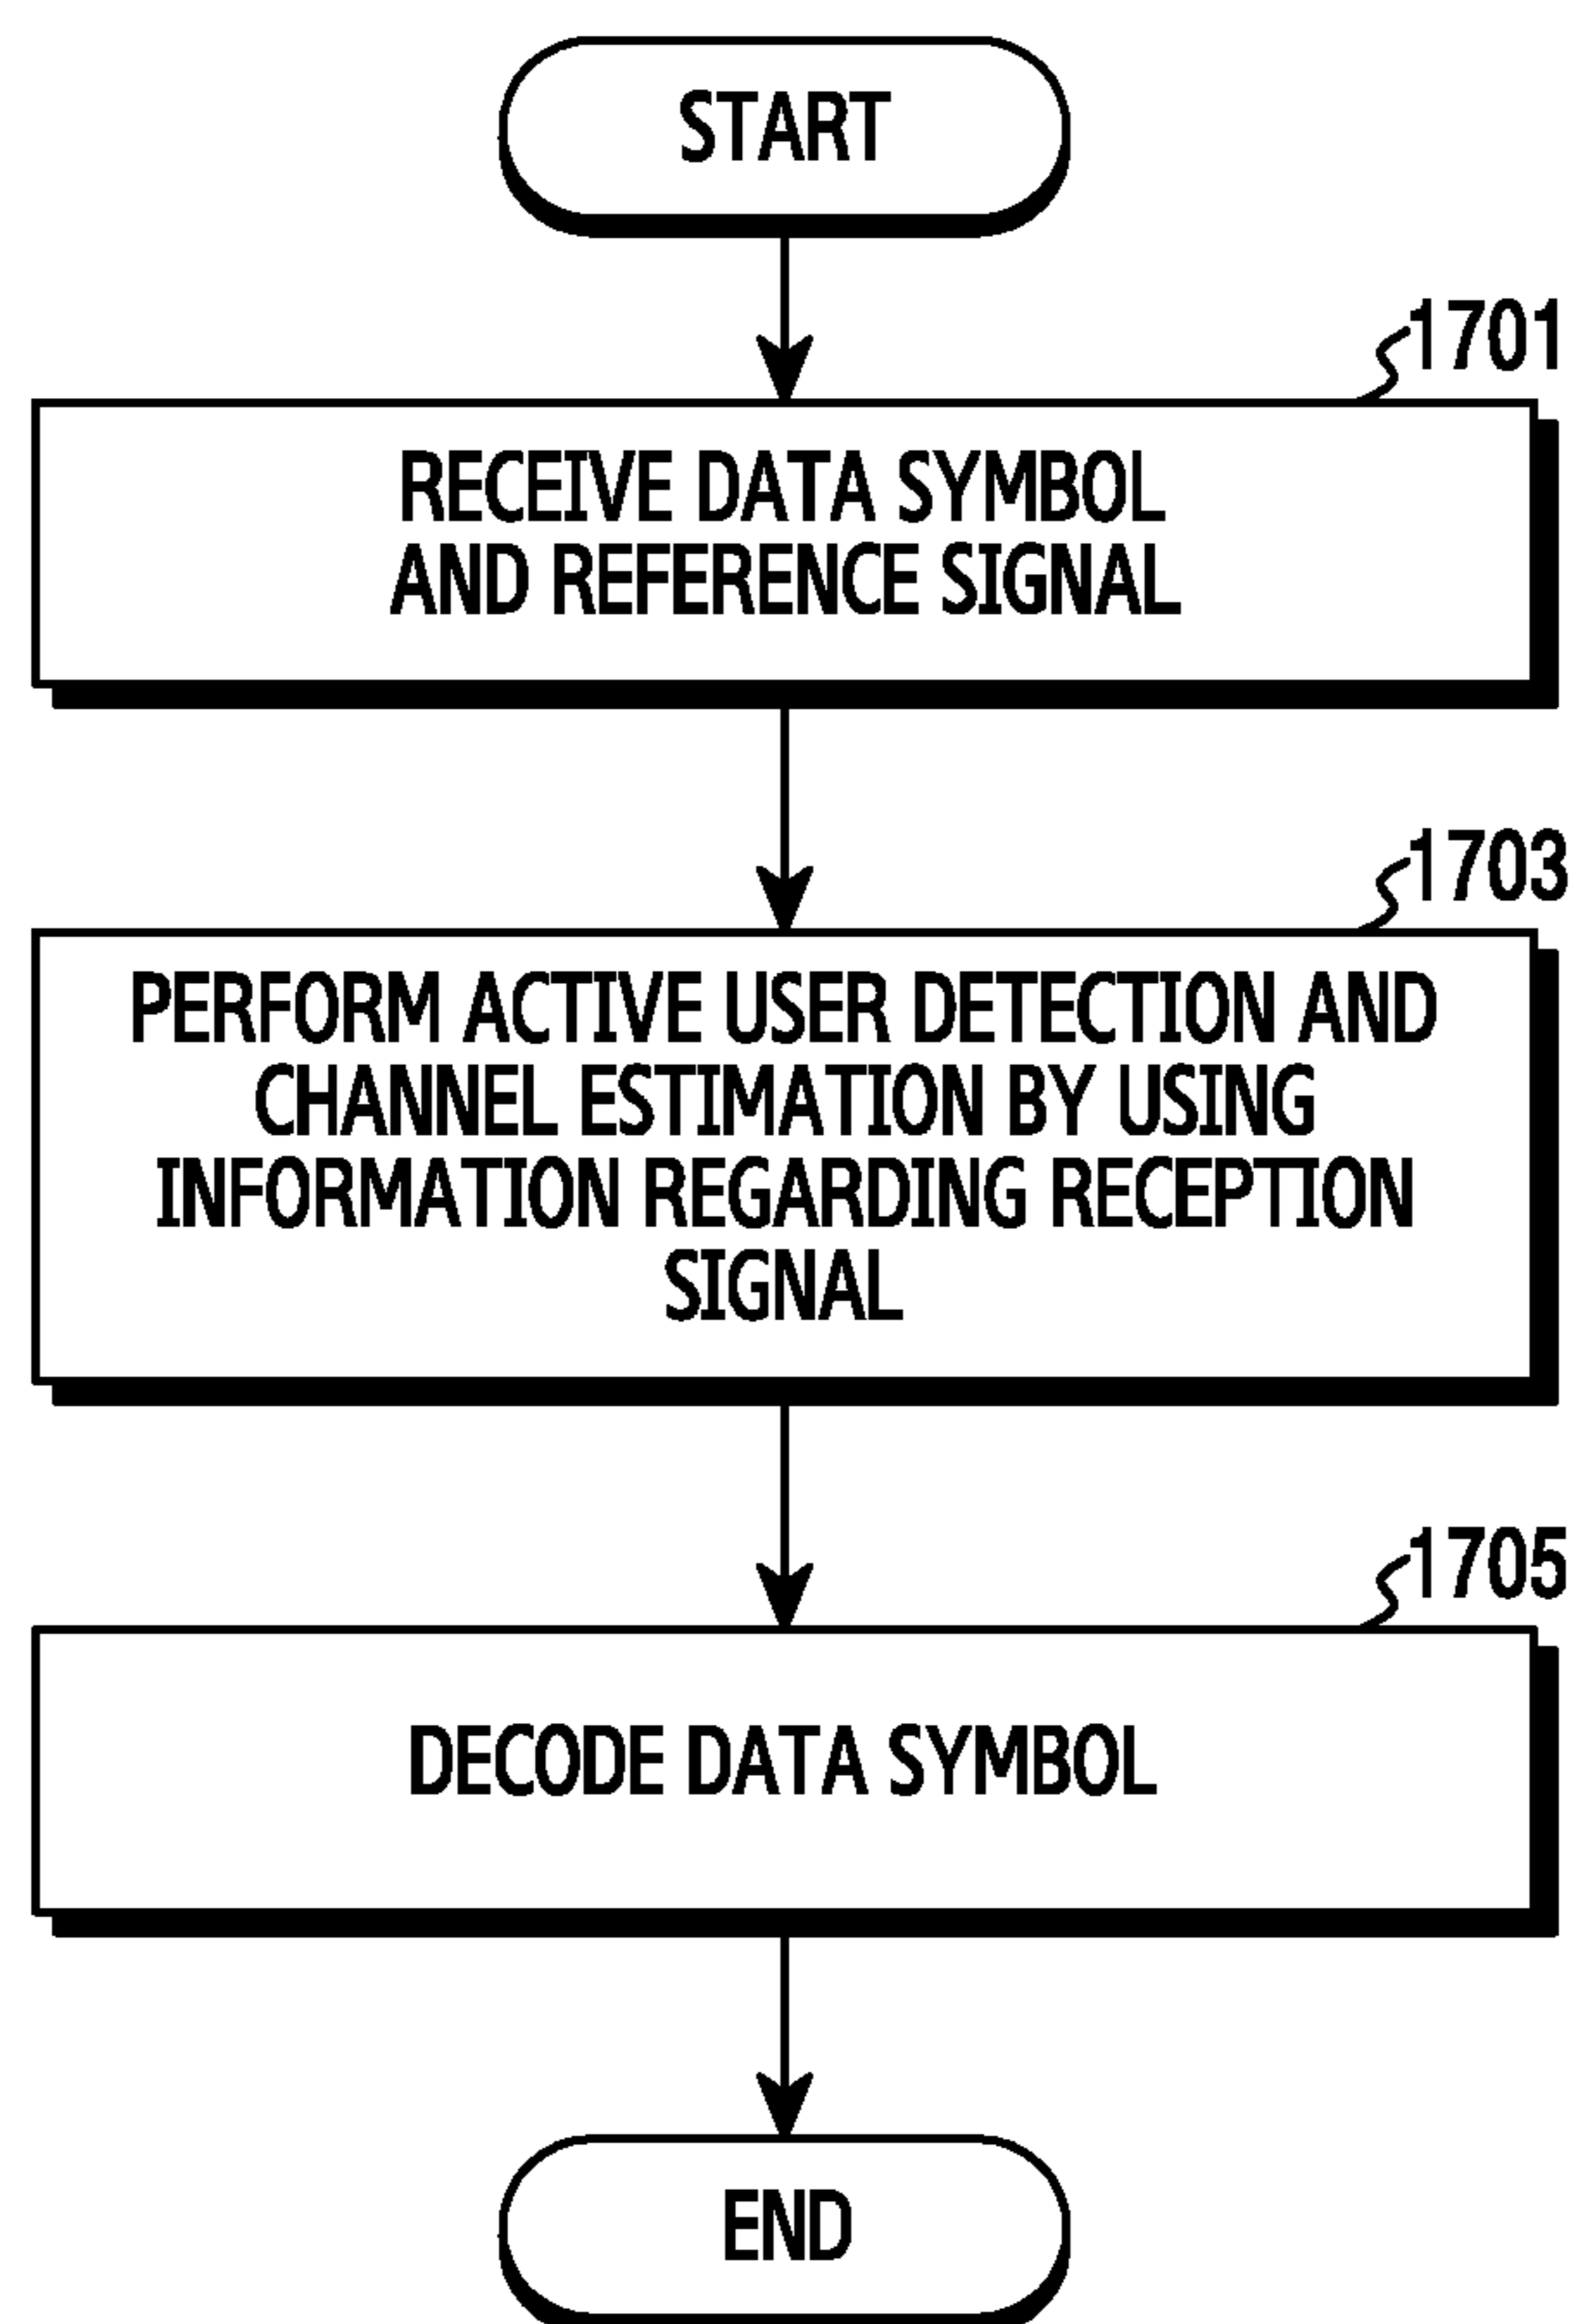 START
1701
RECEIVE DATA SYMBOL
AND REFERENCE SIGNAL
1703
PERFORM ACTIVE USER DETECTION AND
CHANNEL ESTIMATION BY USING
INFORMATION REGARDING RECEPTION
SIGNAL
1705
DECODE DATA SYMBOL
END